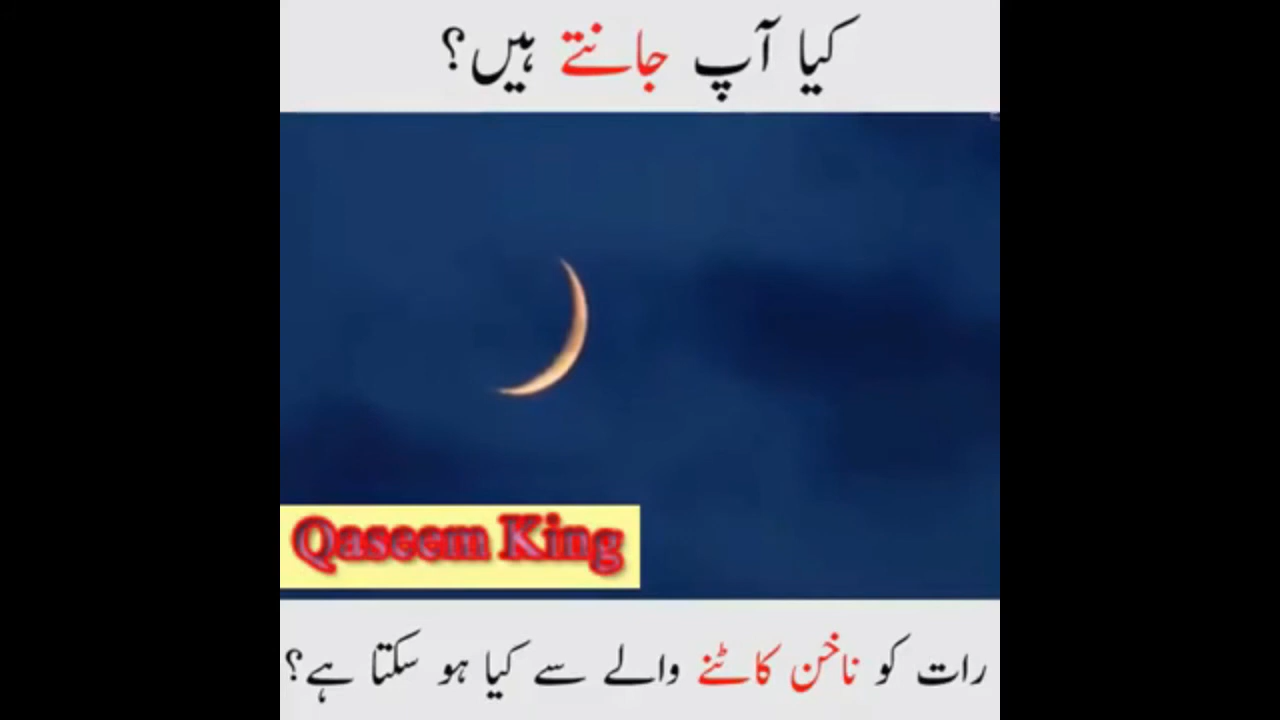 کیا آپ جانتے ہیں؟
Qaseem King
رات کو ناخن کاٹنے والے سے کیا ہو سکتا ہے؟